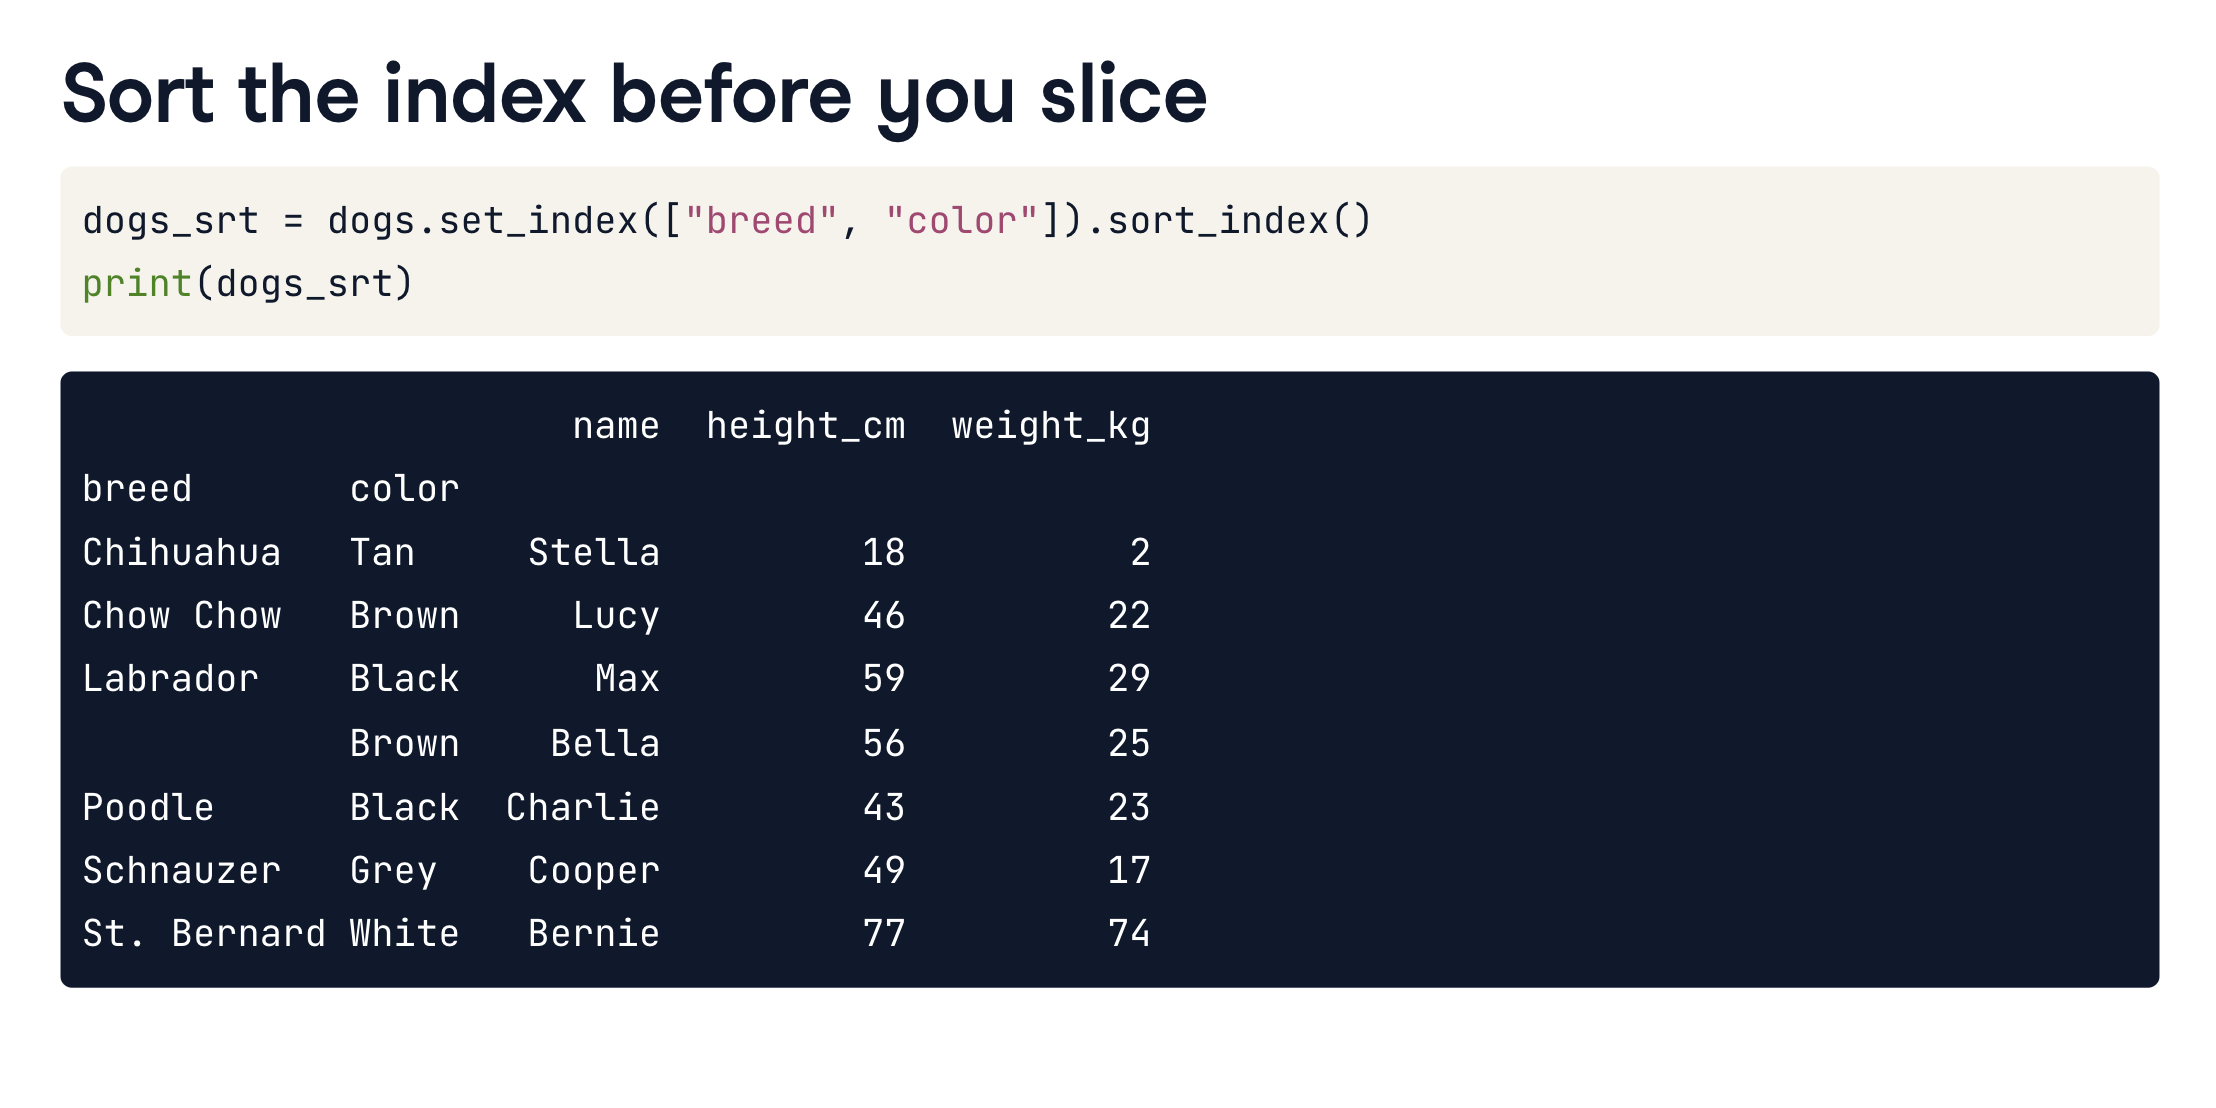 Sort the index before you slice
dogs_srt = dogs.set_index(["breed", "color"]).sort_index()
print(dogs_srt)
                      name  height_cm  weight_kg
breed       color
Chihuahua   Tan     Stella         18          2
Chow Chow   Brown     Lucy         46         22
Labrador    Black      Max         59         29
            Brown    Bella         56         25
Poodle      Black  Charlie         43         23
Schnauzer   Grey    Cooper         49         17
St. Bernard White   Bernie         77         74